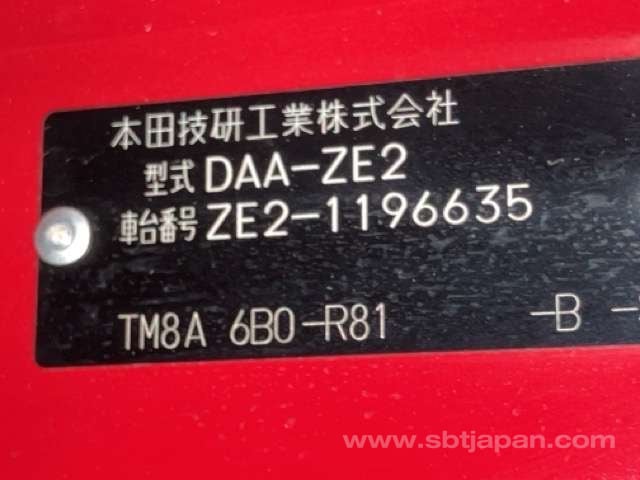 本田技研工業株式会社
型式 DAA-ZE2
車台番号 ZE2-1196635
TM8A 6B0-R81 -B -
www.sbtjapan.com